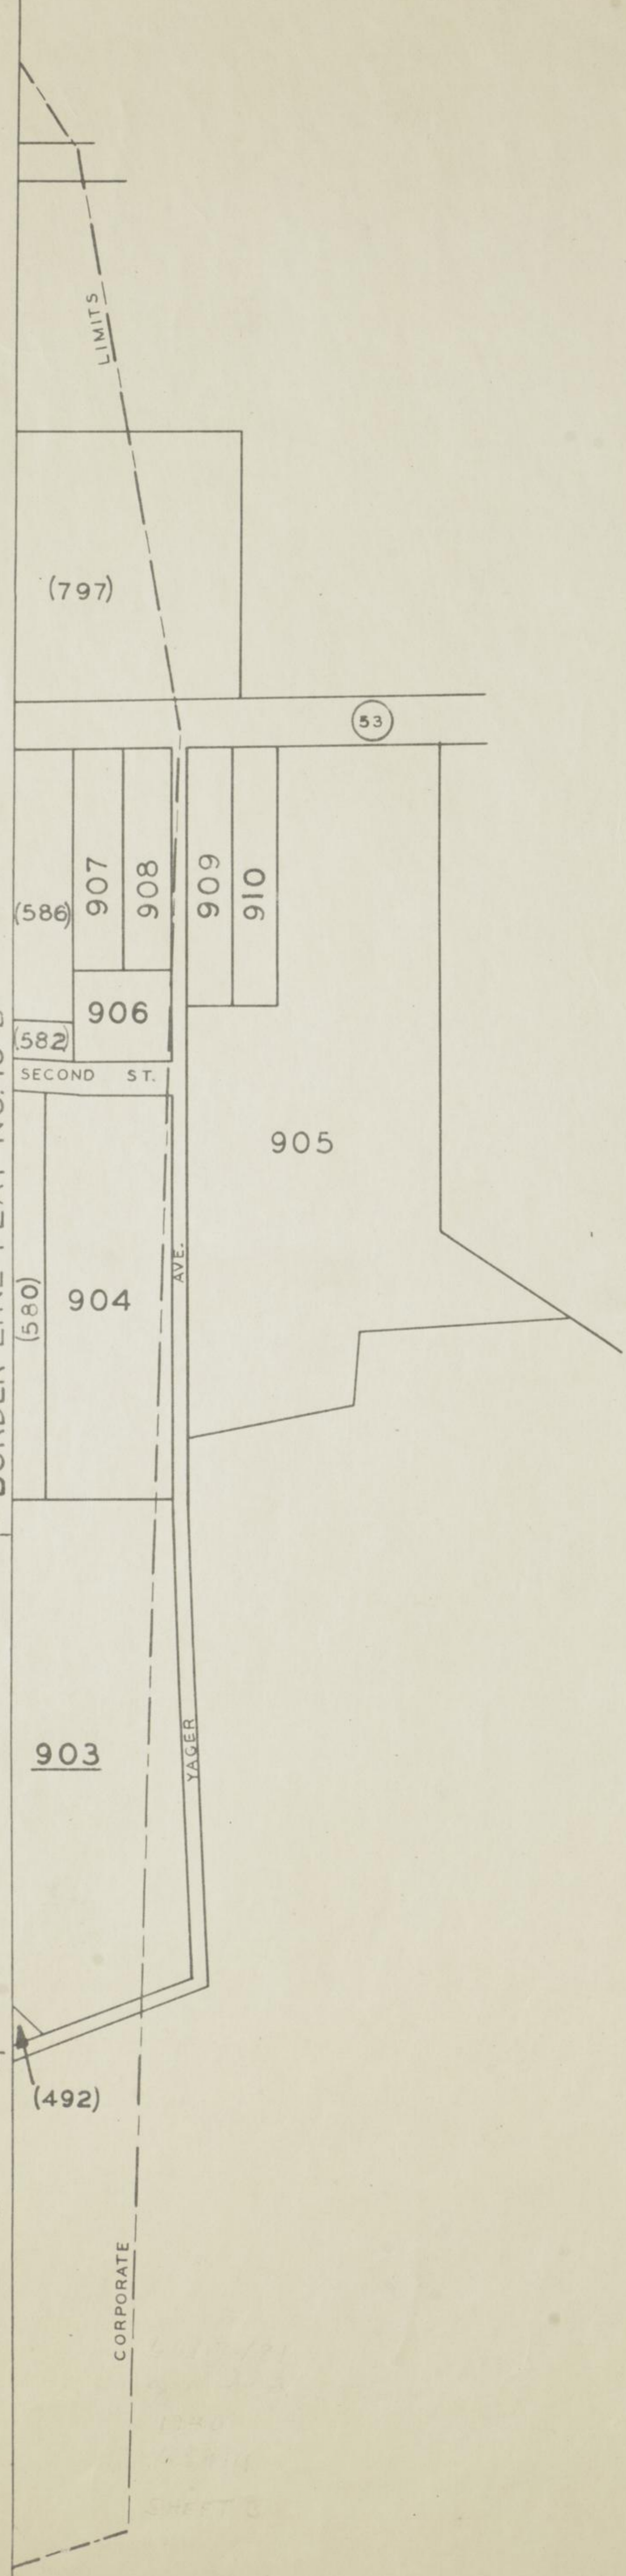 LIMITS
(797)
53
(586)
907
908
909
910
906
(582)
SECOND ST.
905
AVE.
(580)
904
903
YAGER
(492)
CORPORATE